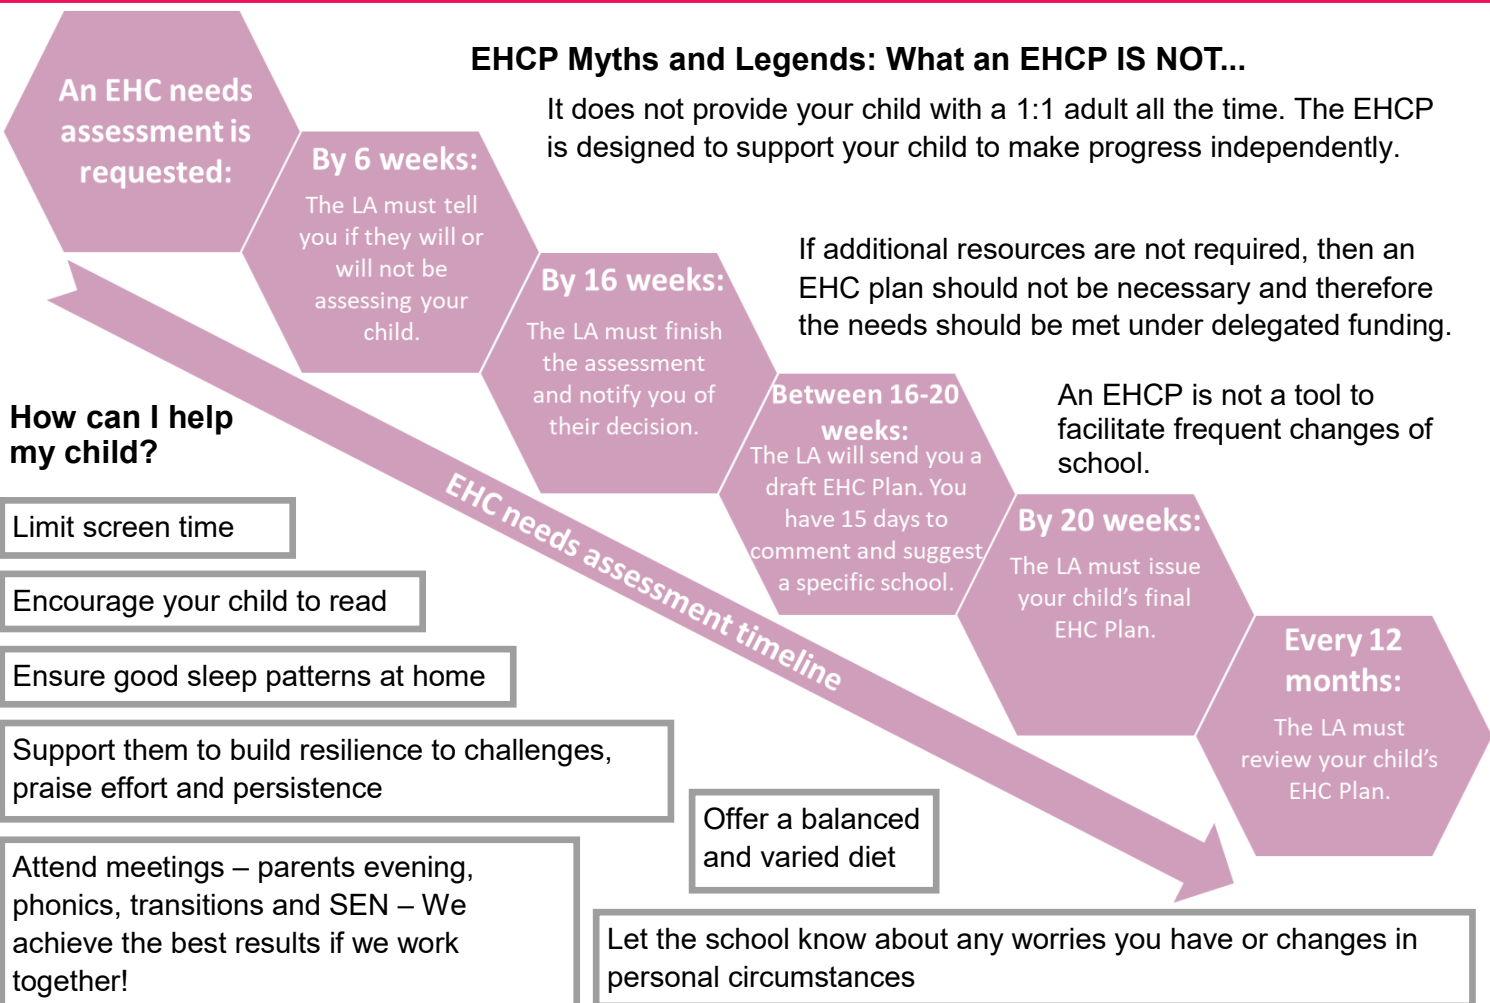 EHCP Myths and Legends: What an EHCP IS NOT...
It does not provide your child with a 1:1 adult all the time. The EHCP
is designed to support your child to make progress independently.
If additional resources are not required, then an
EHC plan should not be necessary and therefore
the needs should be met under delegated funding.
An EHCP is not a tool to
facilitate frequent changes of
school.
An EHC needs
assessment is
requested:
By 6 weeks:
The LA must tell
you if they will or
will not be
assessing your
child.
By 16 weeks:
The LA must finish
the assessment
and notify you of
their decision.
Between 16-20
weeks:
The LA will send you a
draft EHC Plan. You
have 15 days to
comment and suggest
a specific school.
By 20 weeks:
The LA must issue
your child’s final
EHC Plan.
Every 12
months:
The LA must
review your child’s
EHC Plan.
EHC needs assessment timeline
How can I help
my child?
Limit screen time
Encourage your child to read
Ensure good sleep patterns at home
Support them to build resilience to challenges,
praise effort and persistence
Attend meetings – parents evening,
phonics, transitions and SEN – We
achieve the best results if we work
together!
Offer a balanced
and varied diet
Let the school know about any worries you have or changes in
personal circumstances